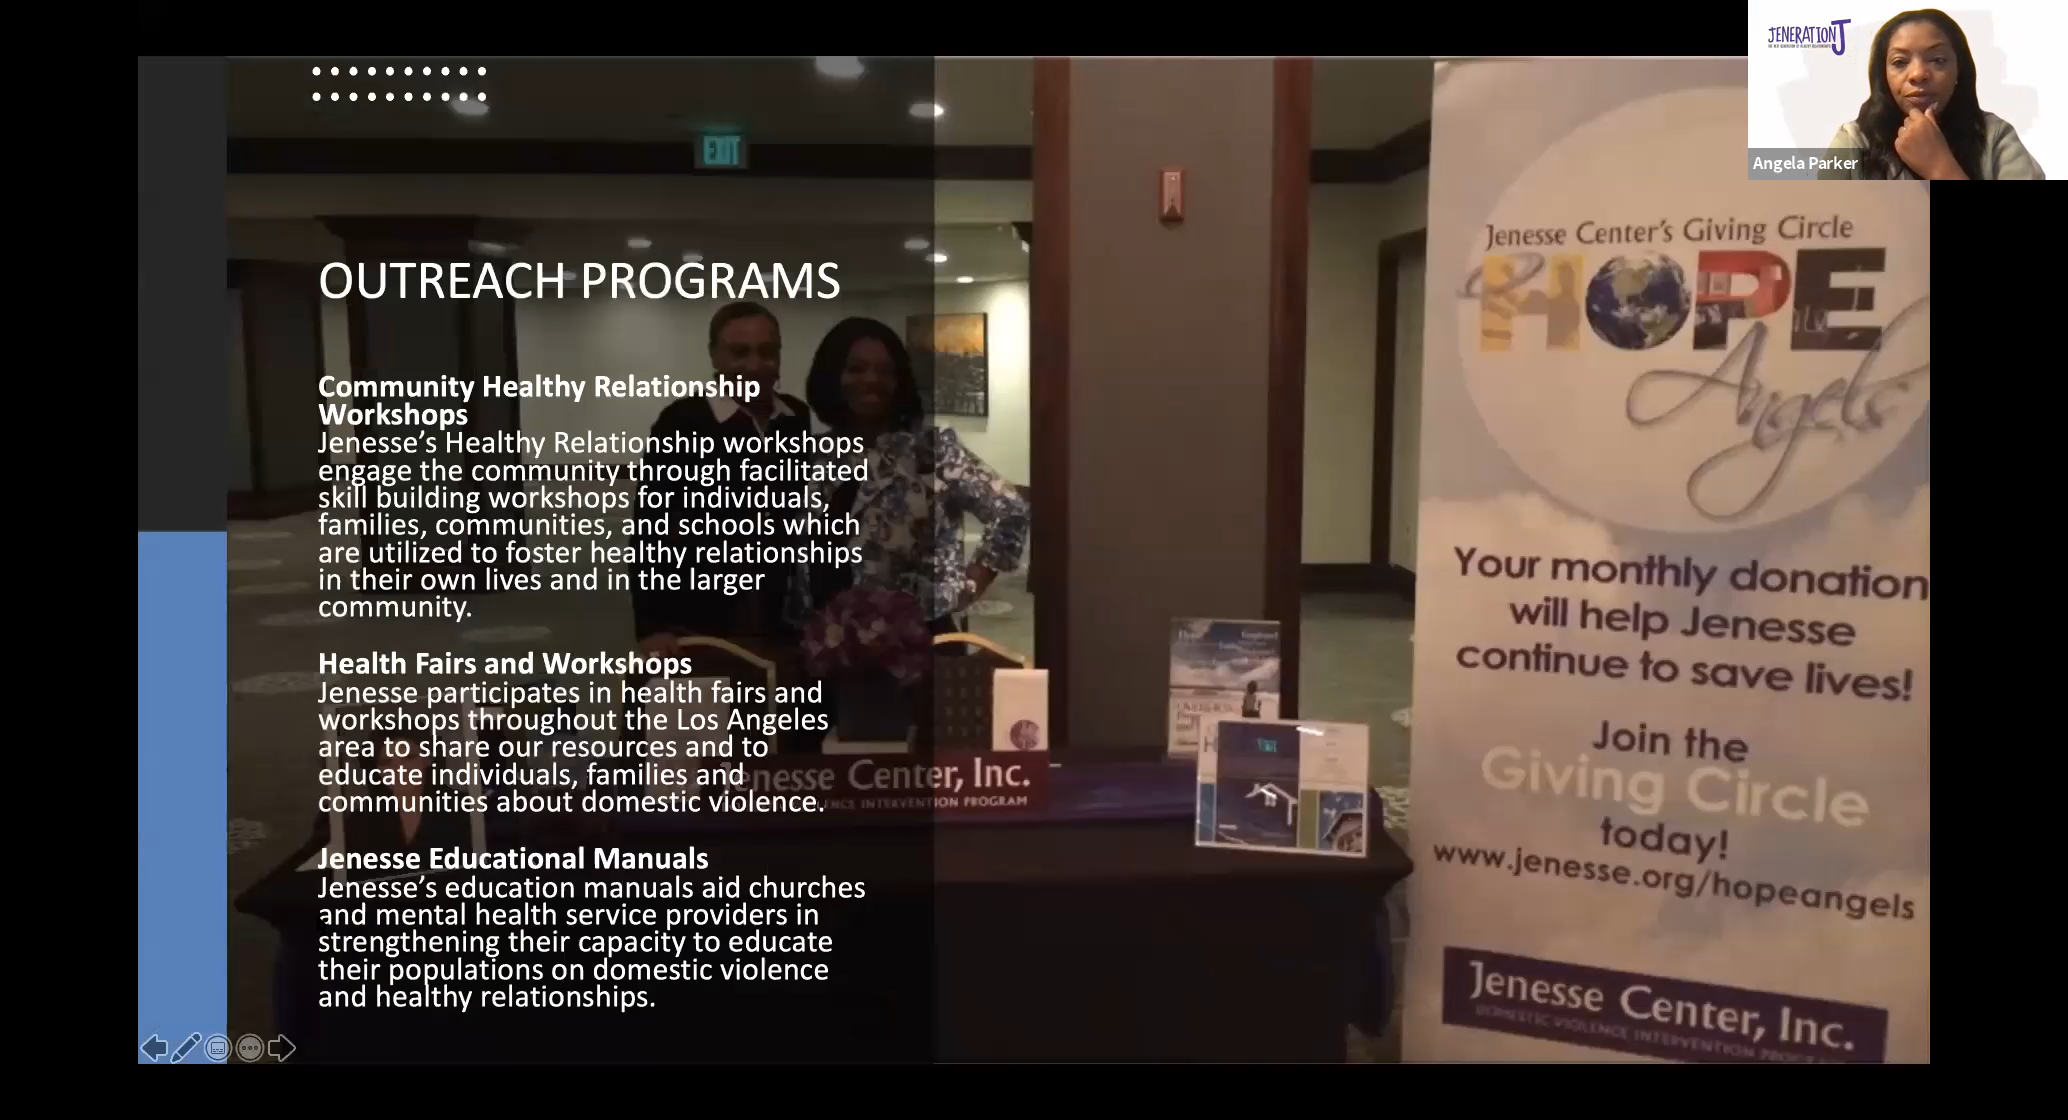 JENERATION J
Angela Parker
EXIT
OUTREACH PROGRAMS
Community Healthy Relationship
Workshops
Jenesse’s Healthy Relationship workshops
engage the community through facilitated
skill building workshops for individuals,
families, communities, and schools which
are utilized to foster healthy relationships
in their own lives and in the larger
community.
Health Fairs and Workshops
Jenesse participates in health fairs and
workshops throughout the Los Angeles
area to share our resources and to
educate individuals, families and
communities about domestic violence.
Jenesse Educational Manuals
Jenesse’s education manuals aid churches
and mental health service providers in
strengthening their capacity to educate
their populations on domestic violence
and healthy relationships.
Jenesse Center, Inc.
INTERVENTION PROGRAM
Jenesse Center's Giving Circle
HOPE
Angels
Your monthly donation
will help Jenesse
continue to save lives!
Join the
Giving Circle
today!
www.jenesse.org/hopeangels
Jenesse Center, Inc.
DOMESTIC VIOLENCE INTERVENTION